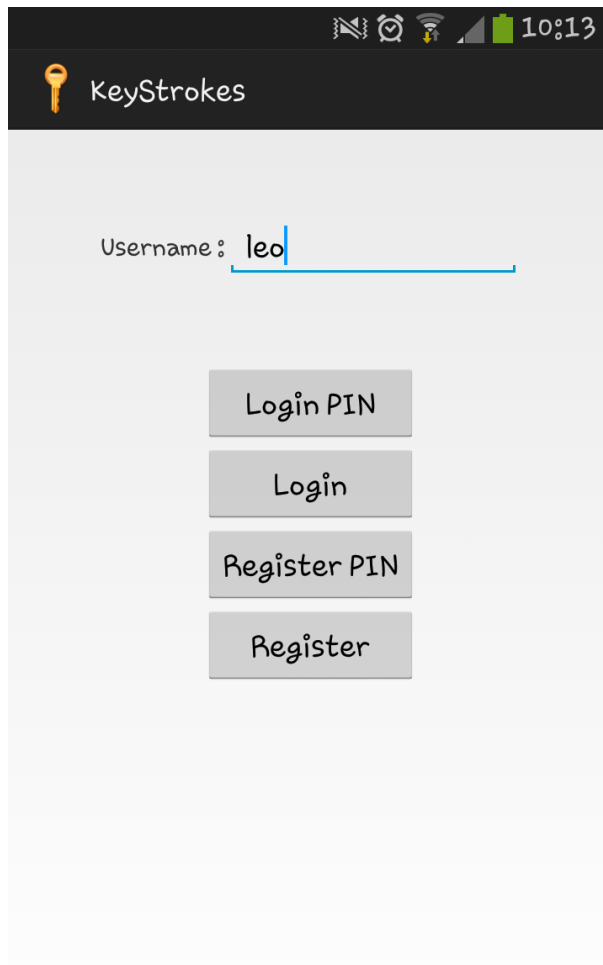 10:13
KeyStrokes
Username: leo
Login PIN
Login
Register PIN
Register